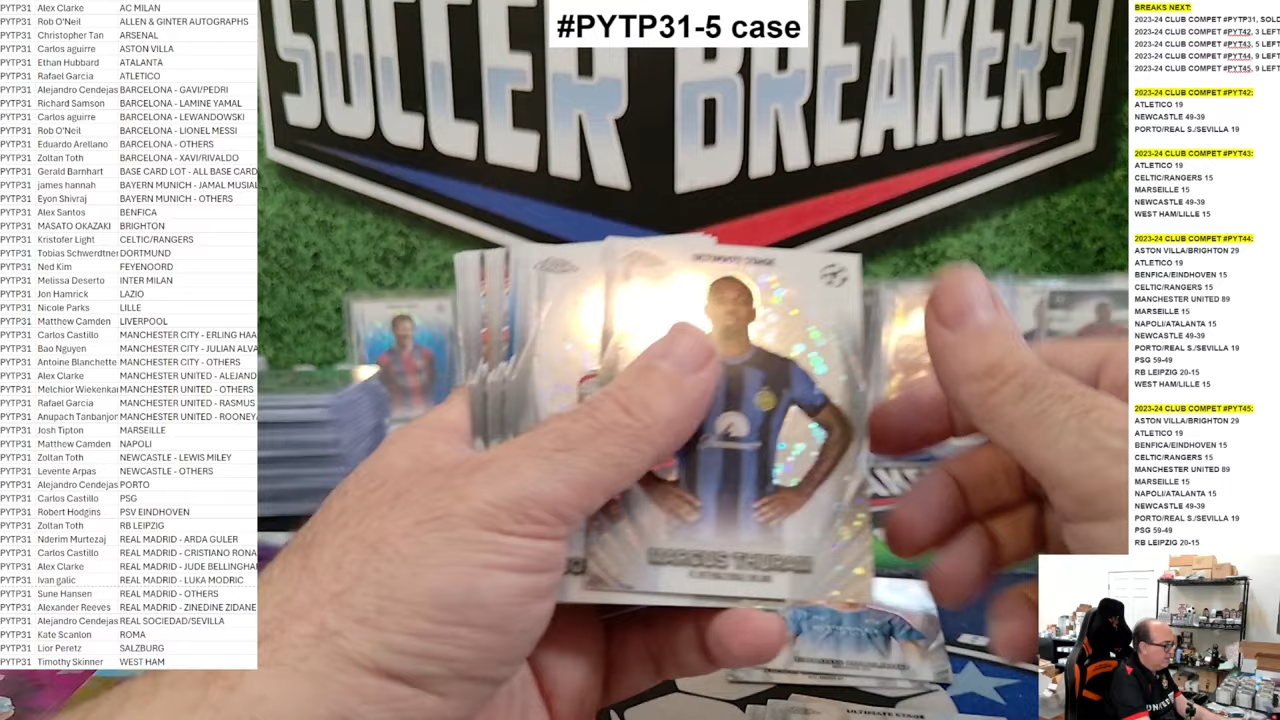 PYTP31 Alex Clarke AC MILAN
PYTP31 Rob O'Neil ALLEN & GINTER AUTOGRAPHS
PYTP31 Christopher Tan ARSENAL
PYTP31 Carlos aguirre ASTON VILLA
PYTP31 Ethan Hubbard ATALANTA
PYTP31 Rafael Garcia ATLETICO
PYTP31 Alejandro Cendejas BARCELONA - GAVI/PEDRI
PYTP31 Richard Samson BARCELONA - LAMINE YAMAL
PYTP31 Carlos aguirre BARCELONA - LEWANDOWSKI
PYTP31 Rob O'Neil BARCELONA - LIONEL MESSI
PYTP31 Eduardo Arellano BARCELONA - OTHERS
PYTP31 Zoltan Toth BARCELONA - XAVI/RIVALDO
PYTP31 Gerald Barnhart BASE CARD LOT - ALL BASE CARD
PYTP31 james hannah BAYERN MUNICH - JAMAL MUSIAL
PYTP31 Eyon Shivraj BAYERN MUNICH - OTHERS
PYTP31 Alex Santos BENFICA
PYTP31 MASATO OKAZAKI BRIGHTON
PYTP31 Kristofer Light CELTIC/RANGERS
PYTP31 Tobias Schwerdtner DORTMUND
PYTP31 Ned Kim FEYENOORD
PYTP31 Melissa Deserto INTER MILAN
PYTP31 Jon Hamrick LAZIO
PYTP31 Nicole Parks LILLE
PYTP31 Matthew Camden LIVERPOOL
PYTP31 Carlos Castillo MANCHESTER CITY - ERLING HAA
PYTP31 Bao Nguyen MANCHESTER CITY - JULIAN ALVA
PYTP31 Antoine Blanchette MANCHESTER CITY - OTHERS
PYTP31 Alex Clarke MANCHESTER UNITED - ALEJAND
PYTP31 Melchior Wiekenkar MANCHESTER UNITED - OTHERS
PYTP31 Rafael Garcia MANCHESTER UNITED - RASMUS
PYTP31 Anupach Tanbanjor MANCHESTER UNITED - ROONEY
PYTP31 Josh Tipton MARSEILLE
PYTP31 Matthew Camden NAPOLI
PYTP31 Zoltan Toth NEWCASTLE - LEWIS MILEY
PYTP31 Levente Arpas NEWCASTLE - OTHERS
PYTP31 Alejandro Cendejas PORTO
PYTP31 Carlos Castillo PSG
PYTP31 Robert Hodgins PSV EINDHOVEN
PYTP31 Zoltan Toth RB LEIPZIG
PYTP31 Nderim Murtezaj REAL MADRID - ARDA GULER
PYTP31 Carlos Castillo REAL MADRID - CRISTIANO RONA
PYTP31 Alex Clarke REAL MADRID - JUDE BELLINGHA
PYTP31 Ivan galic REAL MADRID - LUKA MODRIC
PYTP31 Sune Hansen REAL MADRID - OTHERS
PYTP31 Alexander Reeves REAL MADRID - ZINEDINE ZIDANE
PYTP31 Alejandro Cendejas REAL SOCIEDAD/SEVILLA
PYTP31 Kate Scanlon ROMA
PYTP31 Lior Peretz SALZBURG
PYTP31 Timothy Skinner WEST HAM
#PYTP31-5 case
SOCCER BREAKERS
ULTIMATE STAGE
MARCUS THURAM
ULTIMATE STAGE
BREAKS NEXT:
2023-24 CLUB COMPET #PYTP31, SOLD
2023-24 CLUB COMPET #PYT42, 3 LEFT
2023-24 CLUB COMPET #PYT43, 5 LEFT
2023-24 CLUB COMPET #PYT44, 9 LEFT
2023-24 CLUB COMPET #PYT45, 9 LEFT
2023-24 CLUB COMPET #PYT42:
ATLETICO 19
NEWCASTLE 49-39
PORTO/REAL S./SEVILLA 19
2023-24 CLUB COMPET #PYT43:
ATLETICO 19
CELTIC/RANGERS 15
MARSEILLE 15
NEWCASTLE 49-39
WEST HAM/LILLE 15
2023-24 CLUB COMPET #PYT44:
ASTON VILLA/BRIGHTON 29
ATLETICO 19
BENFICA/EINDHOVEN 15
CELTIC/RANGERS 15
MANCHESTER UNITED 89
MARSEILLE 15
NAPOLI/ATALANTA 15
NEWCASTLE 49-39
PORTO/REAL S./SEVILLA 19
PSG 59-49
RB LEIPZIG 20-15
WEST HAM/LILLE 15
2023-24 CLUB COMPET #PYT45:
ASTON VILLA/BRIGHTON 29
ATLETICO 19
BENFICA/EINDHOVEN 15
CELTIC/RANGERS 15
MANCHESTER UNITED 89
MARSEILLE 15
NAPOLI/ATALANTA 15
NEWCASTLE 49-39
PORTO/REAL S./SEVILLA 19
PSG 59-49
RB LEIPZIG 20-15